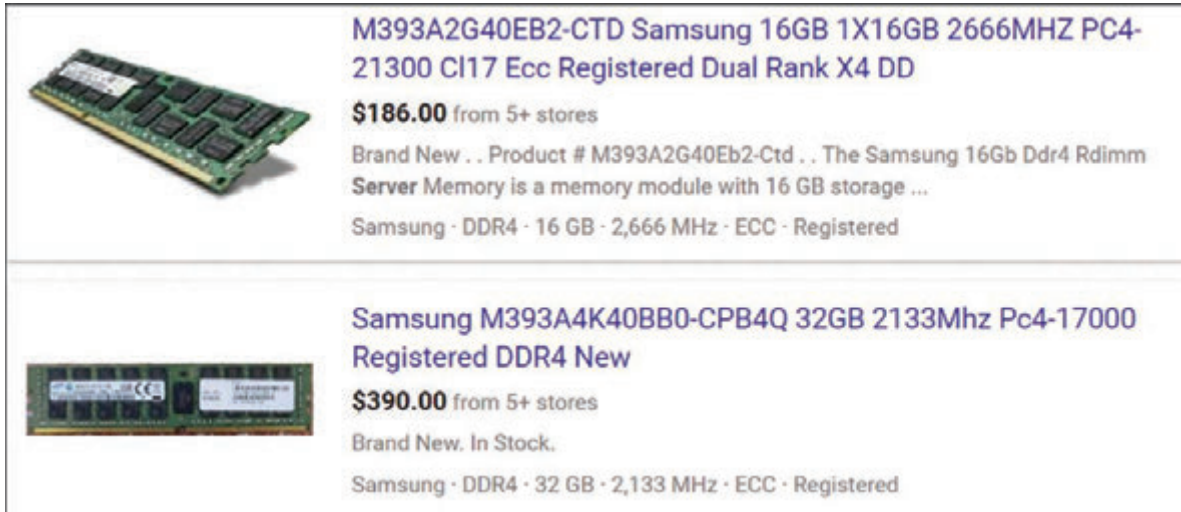 M393A2G40EB2-CTD Samsung 16GB 1X16GB 2666MHZ PC4-
21300 Cl17 Ecc Registered Dual Rank X4 DD
$186.00 from 5+ stores
Brand New . . Product # M393A2G40Eb2-Ctd . . The Samsung 16Gb Ddr4 Rdimm
Server Memory is a memory module with 16 GB storage ...
Samsung · DDR4 · 16 GB · 2,666 MHz · ECC · Registered
Samsung M393A4K40BB0-CPB4Q 32GB 2133Mhz Pc4-17000
Registered DDR4 New
$390.00 from 5+ stores
Brand New. In Stock.
Samsung · DDR4 · 32 GB · 2,133 MHz · ECC · Registered